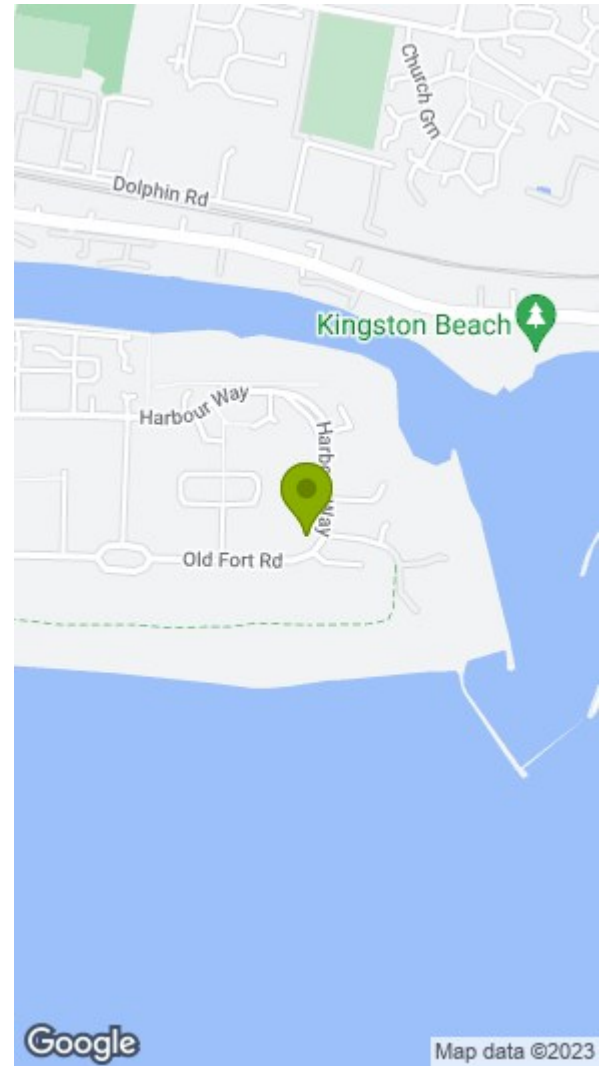 Church Grn
Dolphin Rd
Kingston Beach
Harbour Way
Harbour Way
Old Fort Rd
Google
Map data ©2023